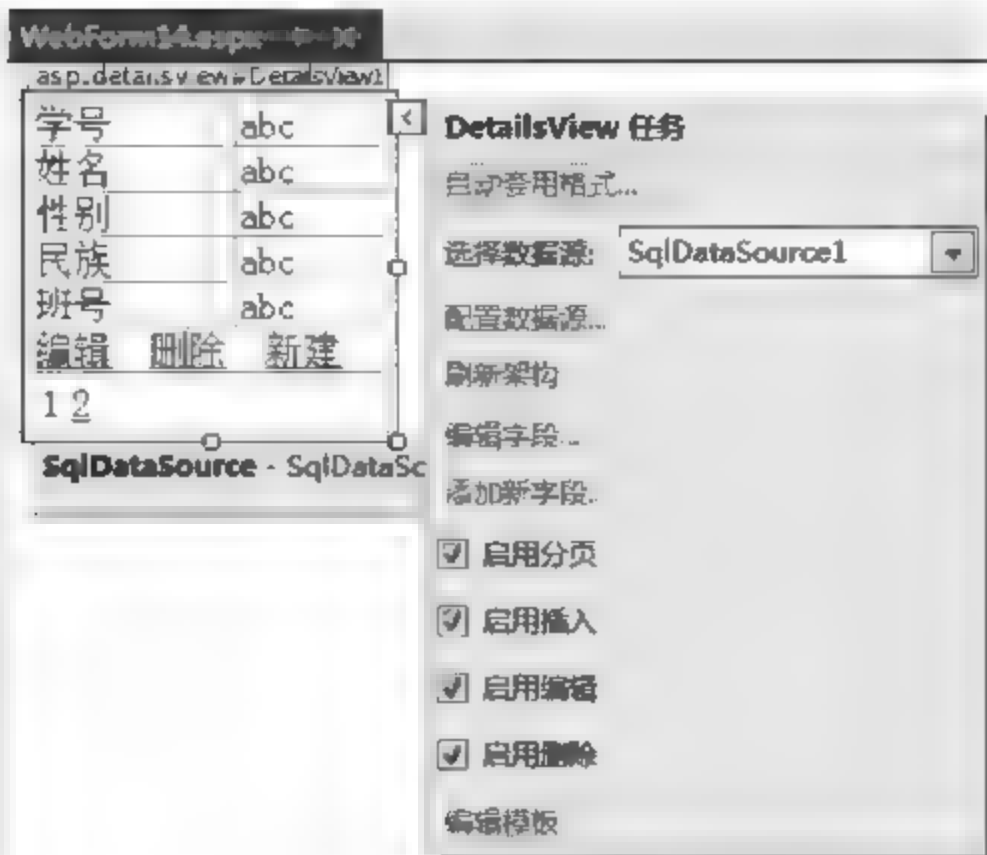 WebForm14.aspx
asp:detailsview#DetailsView1
学号 abc
姓名 abc
性别 abc
民族 abc
班号 abc
编辑 删除 新建
1 2
SqlDataSource - SqlDataSc
DetailsView 任务
自动套用格式...
选择数据源: SqlDataSource1
配置数据源...
刷新架构
编辑字段...
添加新字段...
启用分页
启用插入
启用编辑
启用删除
编辑模板